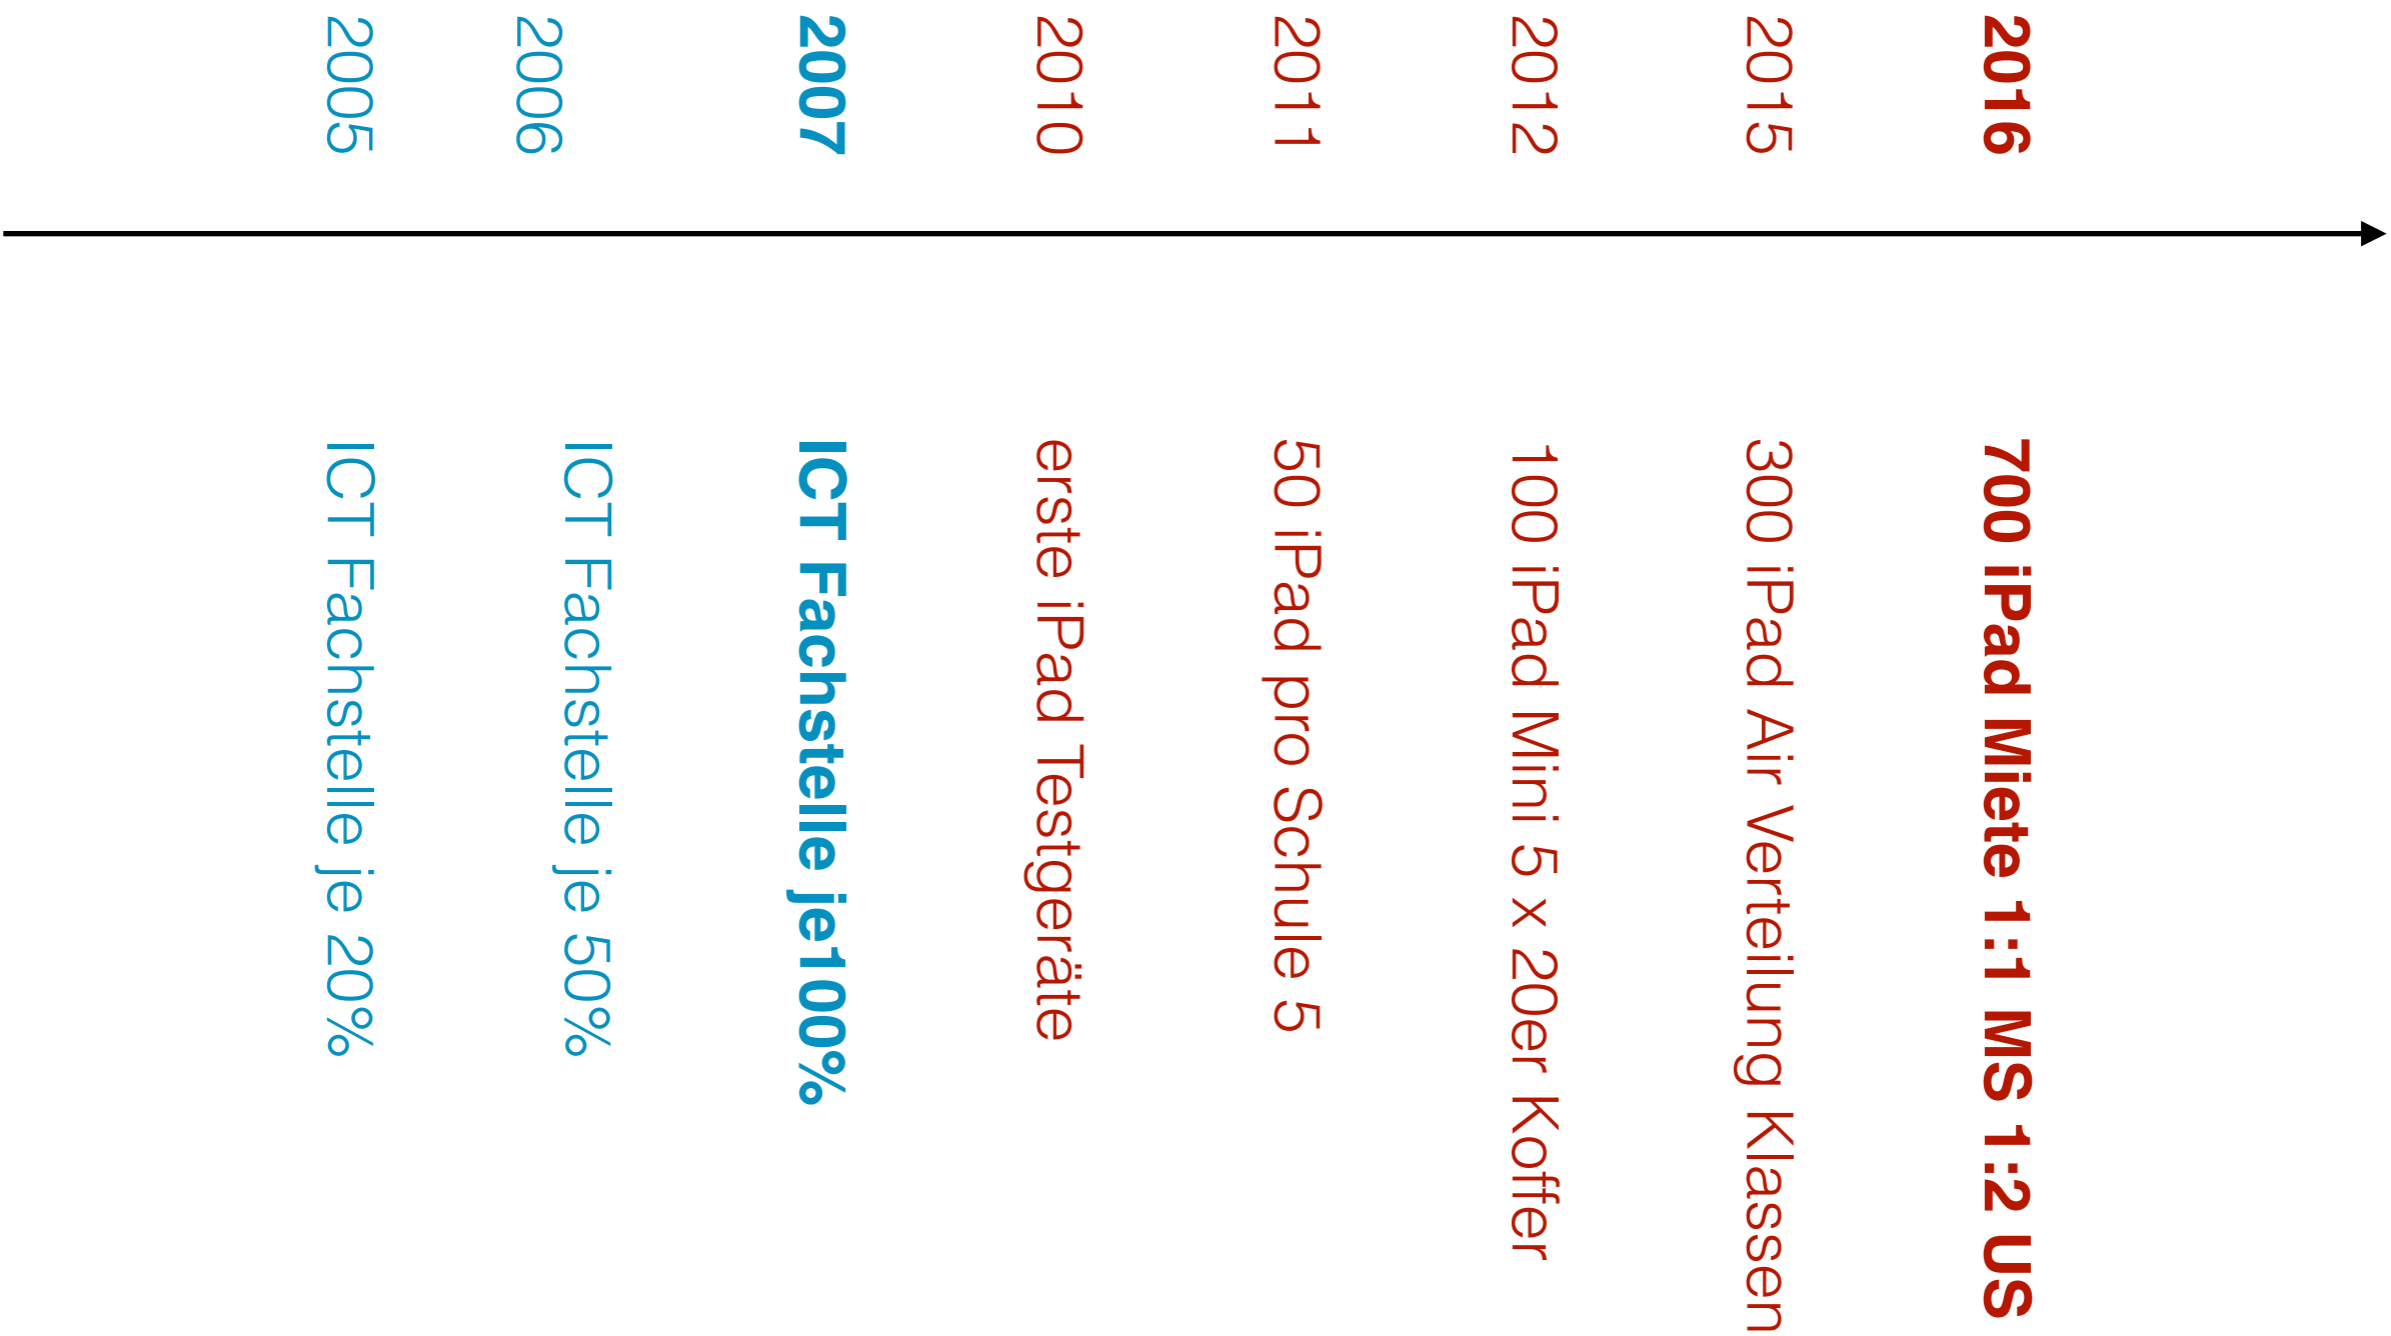 2005
2006
2007
2010
2011
2012
2015
2016
ICT Fachstelle je 20%
ICT Fachstelle je 50%
ICT Fachstelle je100%
erste iPad Testgeräte
50 iPad pro Schule 5
100 iPad Mini 5 x 20er Koffer
300 iPad Air Verteilung Klassen
700 iPad Miete 1:1 MS 1:2 US